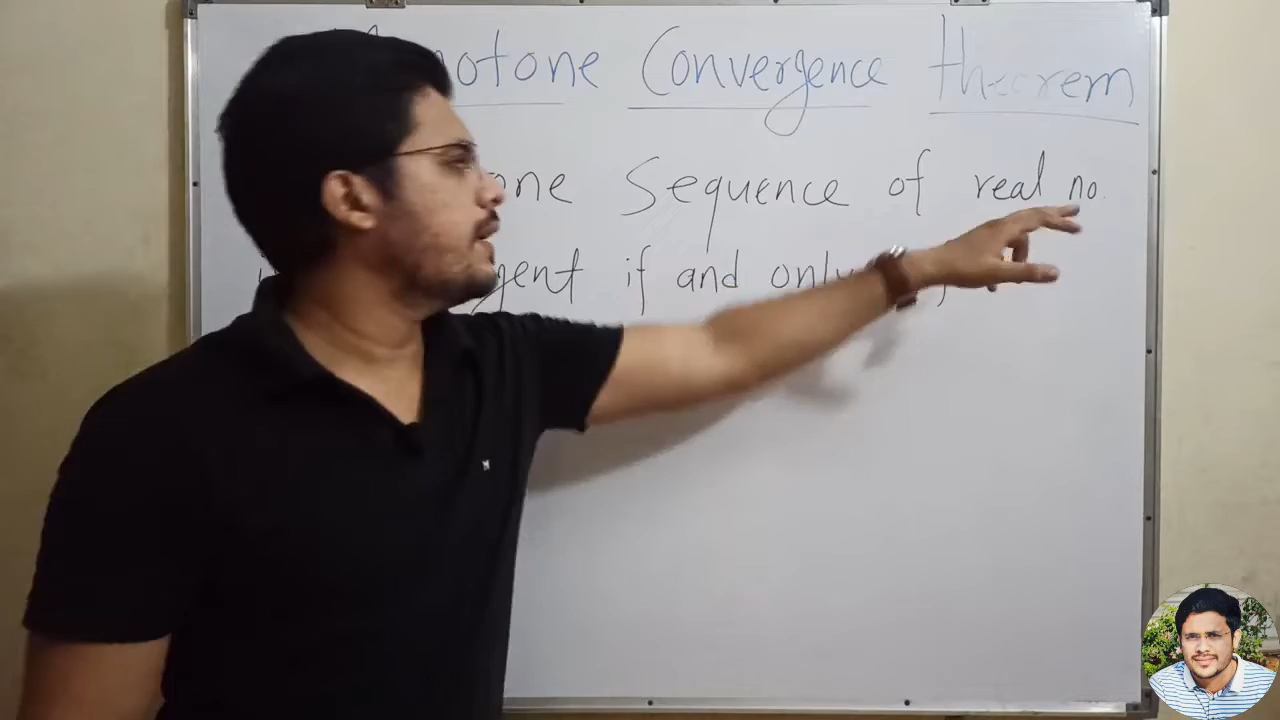 otone Convergence theorem
one Sequence of real no.
gent if and only